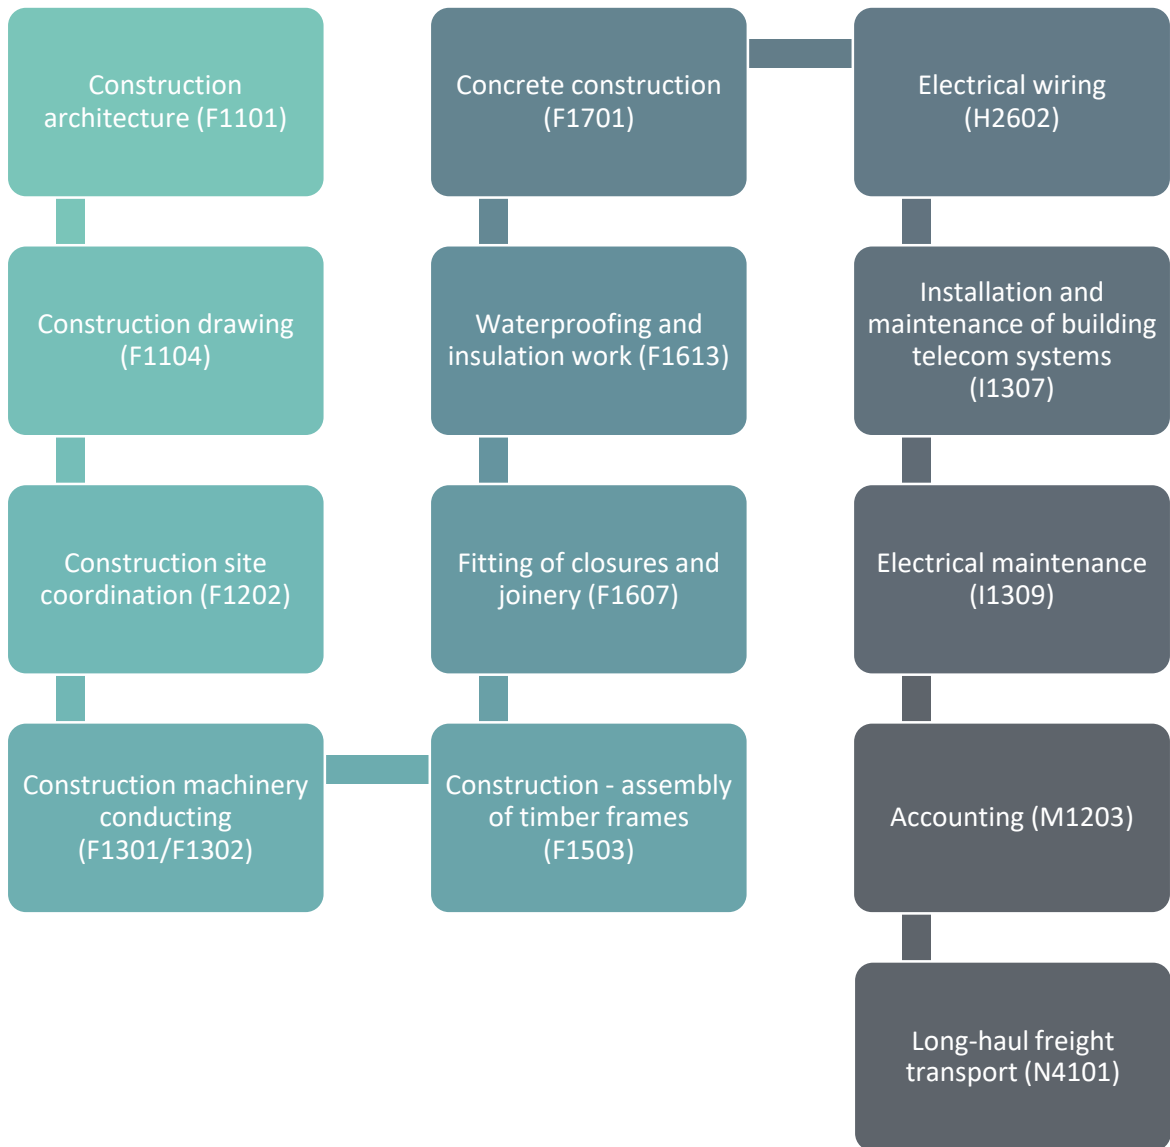 Construction
architecture (F1101)
Construction drawing
(F1104)
Construction site
coordination (F1202)
Construction machinery
conducting
(F1301/F1302)
Construction - assembly
of timber frames
(F1503)
Fitting of closures and
joinery (F1607)
Waterproofing and
insulation work (F1613)
Concrete construction
(F1701)
Electrical wiring
(H2602)
Installation and
maintenance of building
telecom systems
(I1307)
Electrical maintenance
(I1309)
Accounting (M1203)
Long-haul freight
transport (N4101)